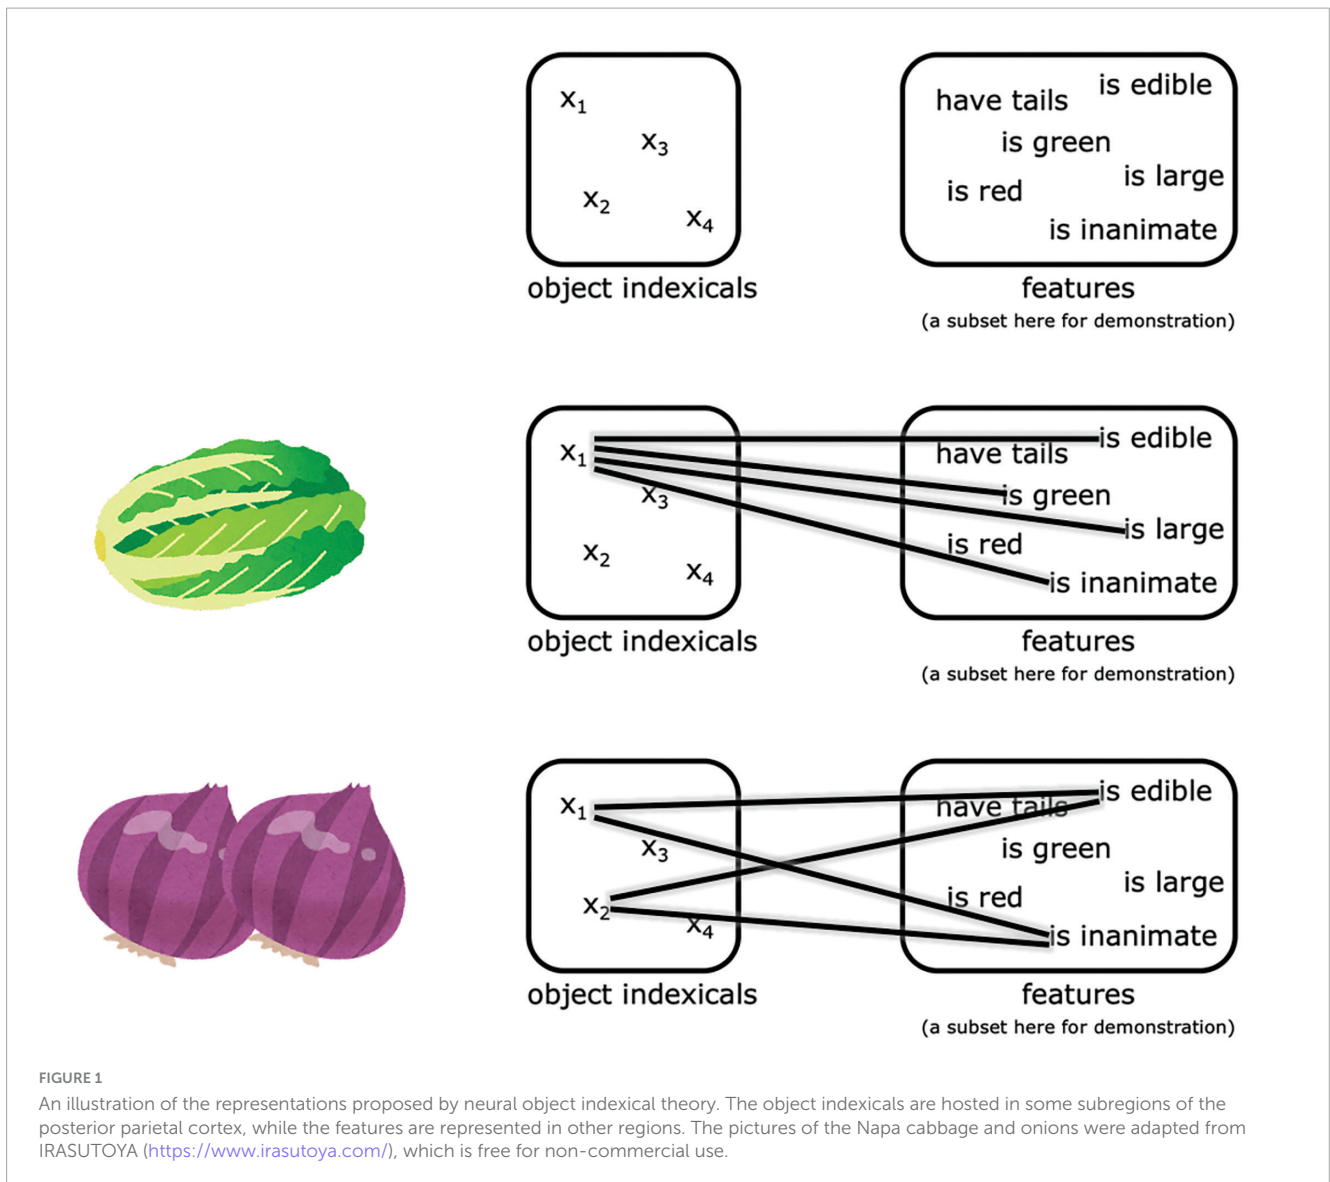 x1
x3
x2
x4
object indexicals
have tails
is edible
is green
is large
is red
is inanimate
features
(a subset here for demonstration)
x1
x3
x2
x4
object indexicals
is edible
have tails
is green
is large
is red
is inanimate
features
(a subset here for demonstration)
x1
x3
x2
x4
object indexicals
is edible
have tails
is green
is large
is red
is inanimate
features
(a subset here for demonstration)
FIGURE 1
An illustration of the representations proposed by neural object indexical theory. The object indexicals are hosted in some subregions of the
posterior parietal cortex, while the features are represented in other regions. The pictures of the Napa cabbage and onions were adapted from
IRASUTOYA (https://www.irasutoya.com/), which is free for non-commercial use.